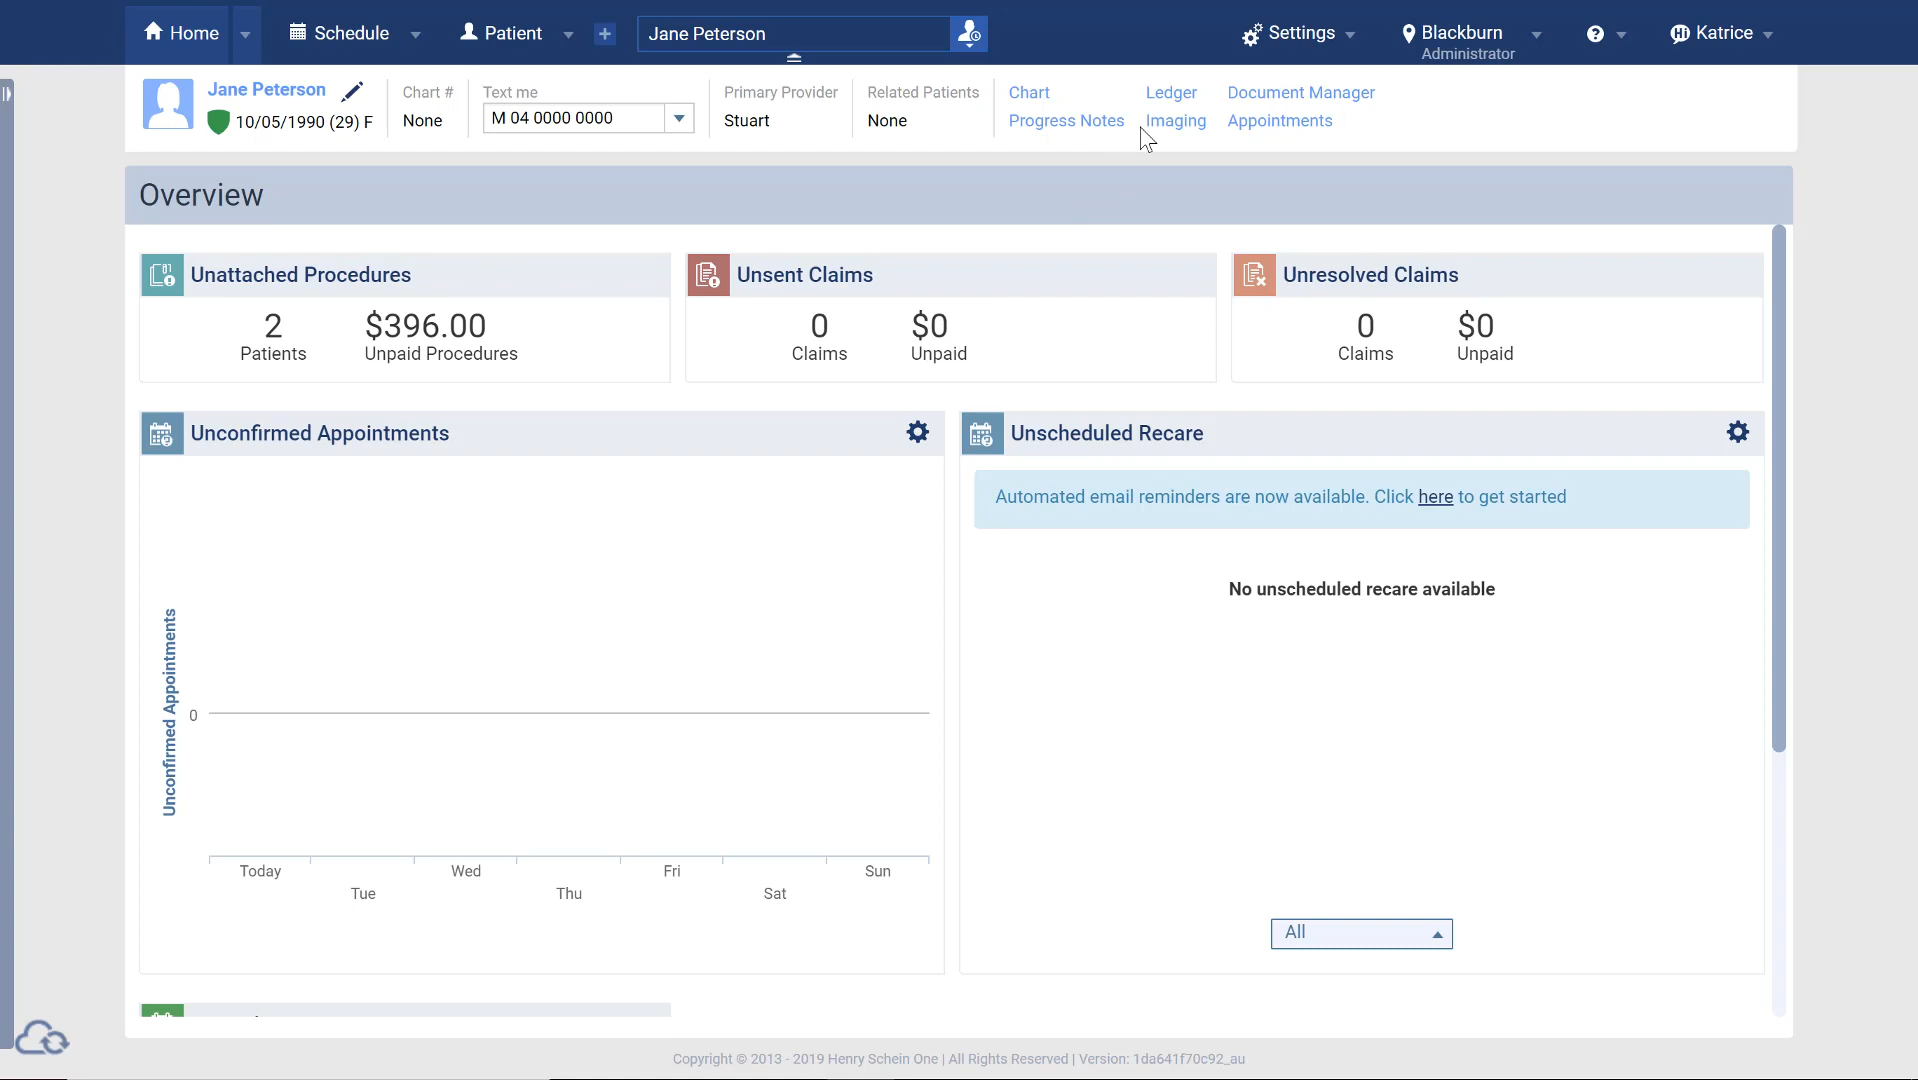 Home
Schedule
Patient
+
Jane Peterson
Settings
Blackburn
Administrator
?
Hi Katrice
Jane Peterson
10/05/1990 (29) F
Chart #
None
Text me
M 04 0000 0000
Primary Provider
Stuart
Related Patients
None
Chart
Ledger
Document Manager
Progress Notes
Imaging
Appointments
Overview
Unattached Procedures
2
Patients
$396.00
Unpaid Procedures
Unsent Claims
0
Claims
$0
Unpaid
Unresolved Claims
0
Claims
$0
Unpaid
Unconfirmed Appointments
Unconfirmed Appointments
0
Today
Tue
Wed
Thu
Fri
Sat
Sun
Unscheduled Recare
Automated email reminders are now available. Click here to get started
No unscheduled recare available
All
Copyright © 2013 - 2019 Henry Schein One | All Rights Reserved | Version: 1da641f70c92_au